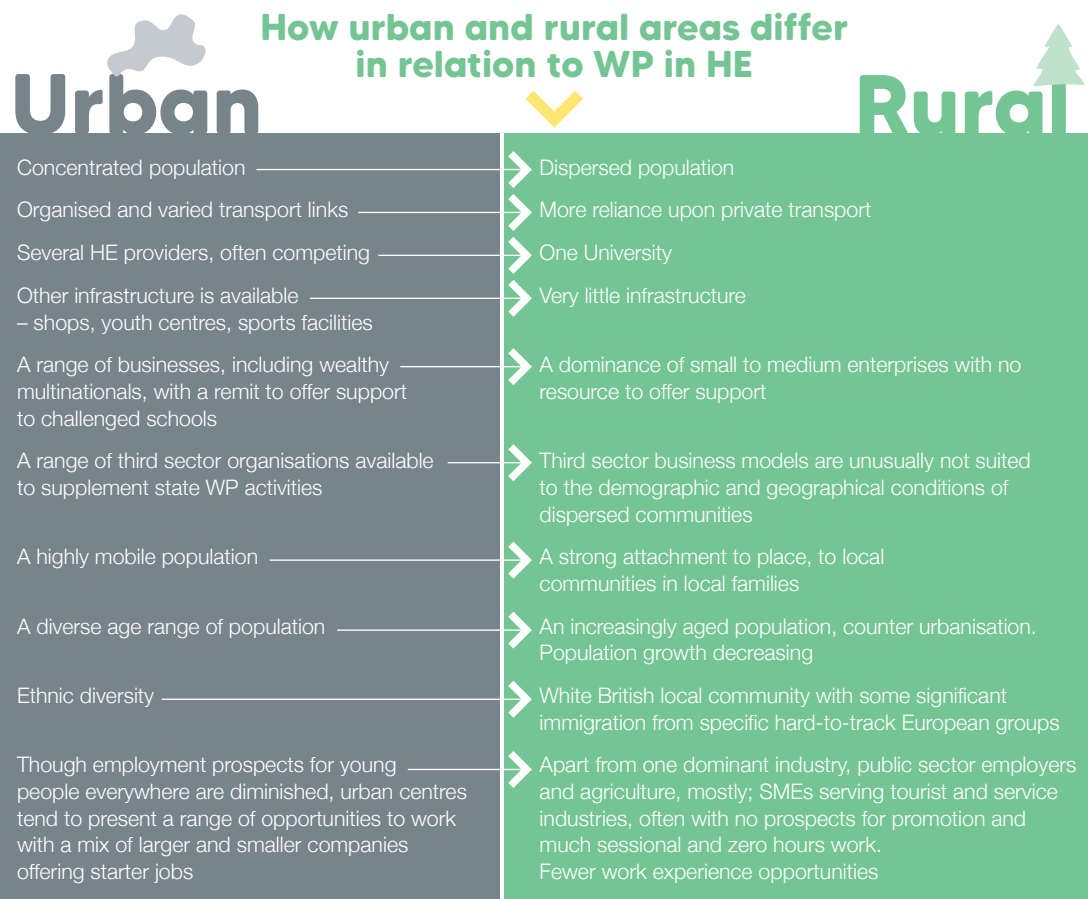 How urban and rural areas differ
in relation to WP in HE
Urban
Rural
Concentrated population
Dispersed population
Organised and varied transport links
More reliance upon private transport
Several HE providers, often competing
One University
Other infrastructure is available
– shops, youth centres, sports facilities
Very little infrastructure
A range of businesses, including wealthy
multinationals, with a remit to offer support
to challenged schools
A dominance of small to medium enterprises with no
resource to offer support
A range of third sector organisations available
to supplement state WP activities
Third sector business models are unusually not suited
to the demographic and geographical conditions of
dispersed communities
A highly mobile population
A strong attachment to place, to local
communities in local families
A diverse age range of population
An increasingly aged population, counter urbanisation.
Population growth decreasing
Ethnic diversity
White British local community with some significant
immigration from specific hard-to-track European groups
Though employment prospects for young
people everywhere are diminished, urban centres
tend to present a range of opportunities to work
with a mix of larger and smaller companies
offering starter jobs
Apart from one dominant industry, public sector employers
and agriculture, mostly; SMEs serving tourist and service
industries, often with no prospects for promotion and
much sessional and zero hours work.
Fewer work experience opportunities